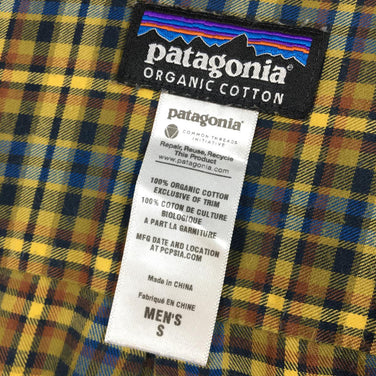 patagonia
ORGANIC COTTON
patagonia
COMMON THREADS
INITIATIVE
Repair, Reuse, Recycle
This Product
www.patagonia.com
100% ORGANIC COTTON
EXCLUSIVE OF TRIM
100% COTON DE CULTURE
BIOLOGIQUE
A PART LA GARNITURE
MFG DATE AND LOCATION
AT PCPSIA.COM
Made in CHINA
Fabriqué EN CHINE
MEN'S
S